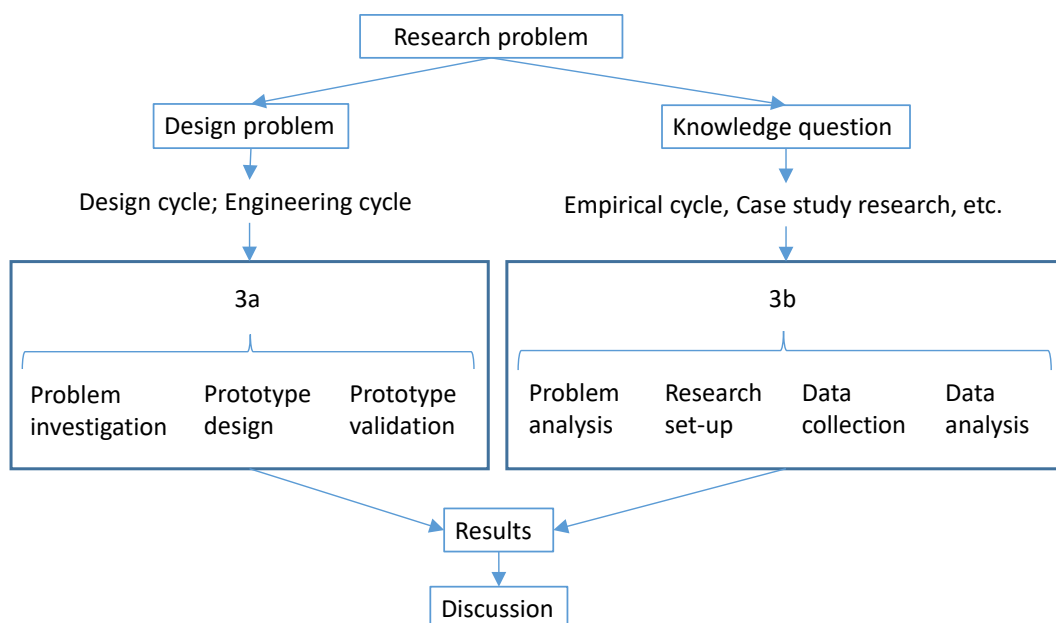 Research problem
Design problem
Knowledge question
Design cycle; Engineering cycle
Empirical cycle, Case study research, etc.
3a
Problem
investigation
Prototype
design
Prototype
validation
3b
Problem
analysis
Research
set-up
Data
collection
Data
analysis
Results
Discussion